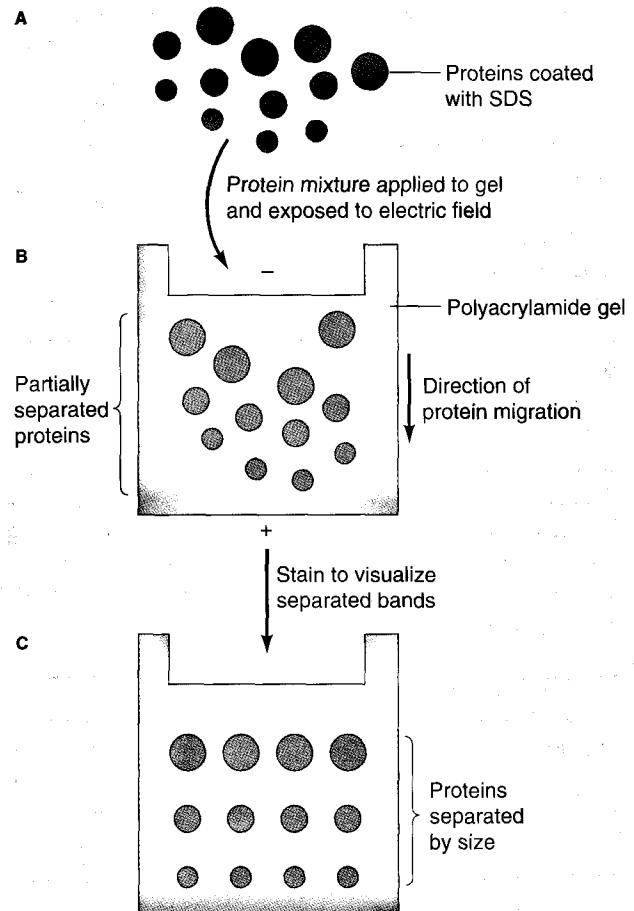 A
Proteins coated
with SDS
Protein mixture applied to gel
and exposed to electric field
B
−
Polyacrylamide gel
Partially
separated
proteins
Direction of
protein migration
+
Stain to visualize
separated bands
C
Proteins
separated
by size